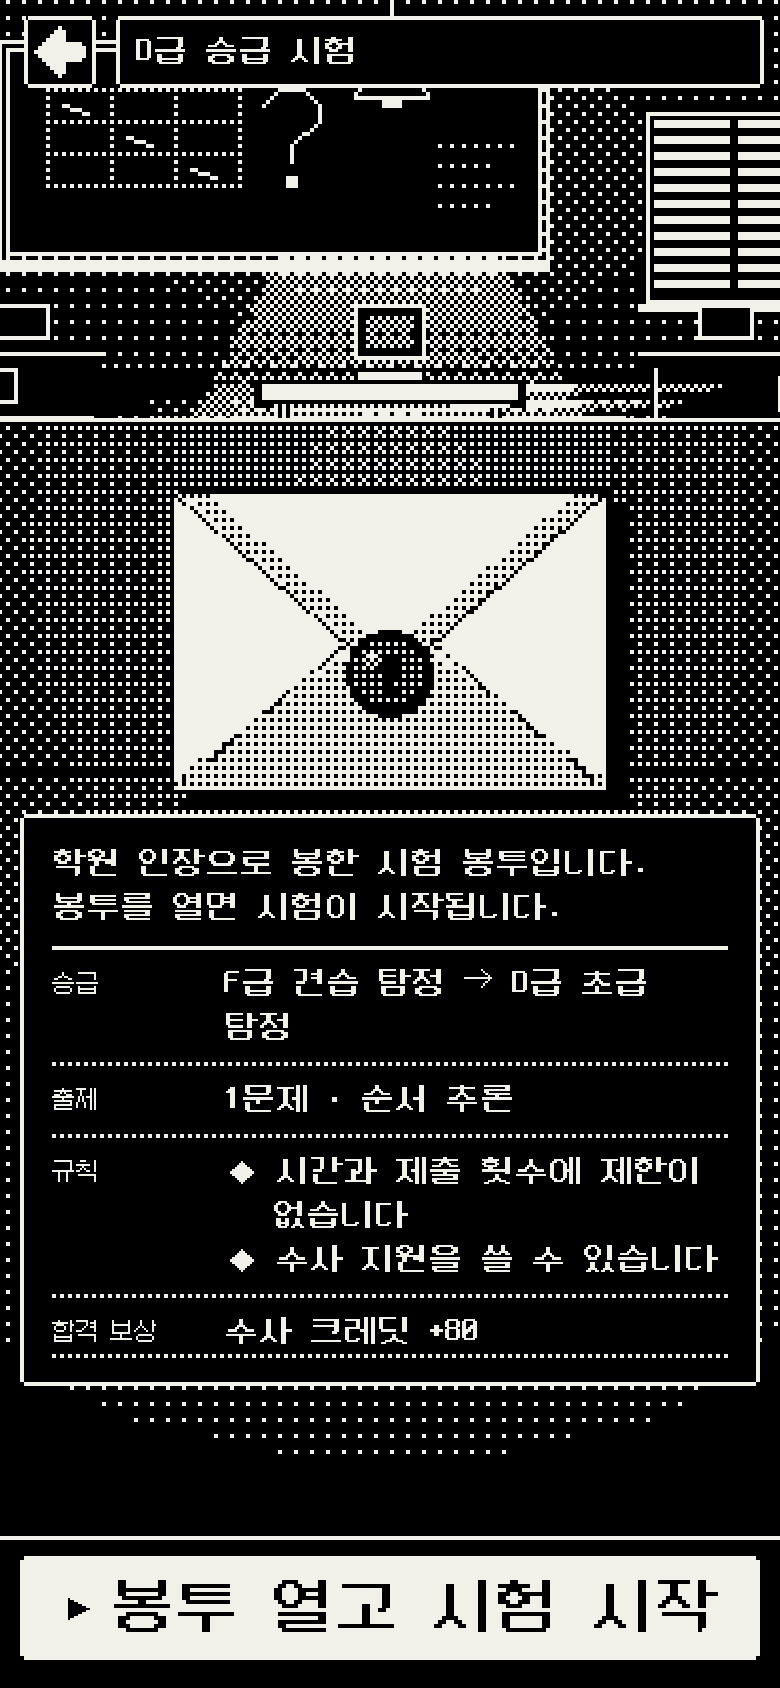 D급 승급 시험
?
학원 인장으로 봉한 시험 봉투입니다.
봉투를 열면 시험이 시작됩니다.
승급
F급 견습 탐정 → D급 초급
탐정
출제
1문제 · 순서 추론
규칙
◆ 시간과 제출 횟수에 제한이
없습니다
◆ 수사 지원을 쓸 수 있습니다
합격 보상
수사 크레딧 +80
▶ 봉투 열고 시험 시작